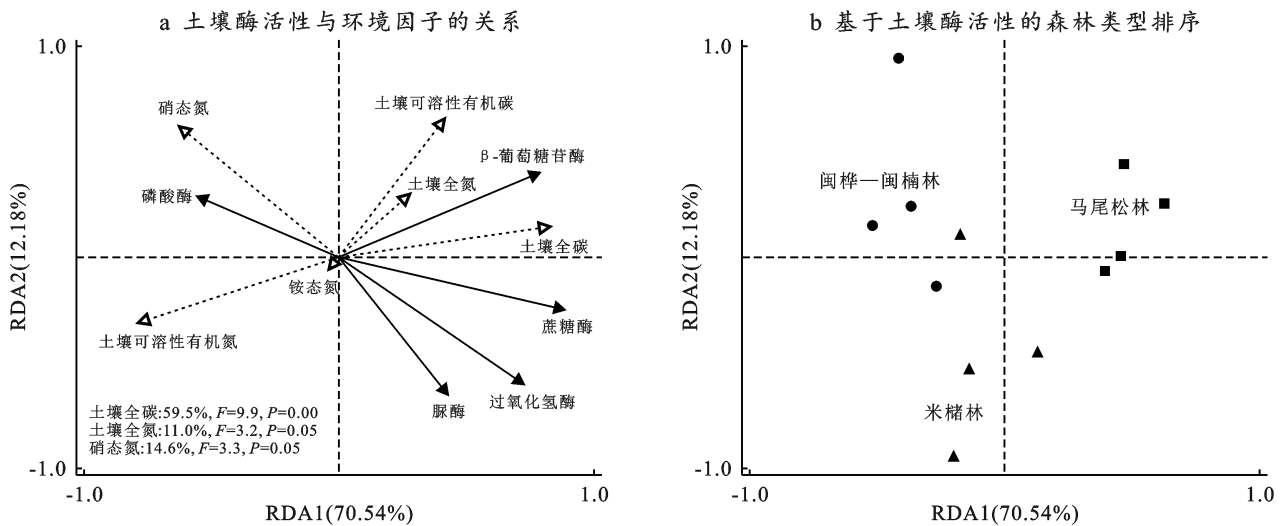 a 土壤酶活性与环境因子的关系
1.0
硝态氮
土壤可溶性有机碳
β-葡萄糖苷酶
土壤全氮
磷酸酶
土壤全碳
铵态氮
蔗糖酶
土壤可溶性有机氮
过氧化氢酶
脲酶
土壤全碳:59.5%, F=9.9, P=0.00
土壤全氮:11.0%, F=3.2, P=0.05
硝态氮:14.6%, F=3.3, P=0.05
-1.0
-1.0
1.0
RDA1(70.54%)
RDA2(12.18%)
b 基于土壤酶活性的森林类型排序
1.0
闽桦—闽楠林
马尾松林
米槠林
-1.0
-1.0
1.0
RDA1(70.54%)
RDA2(12.18%)